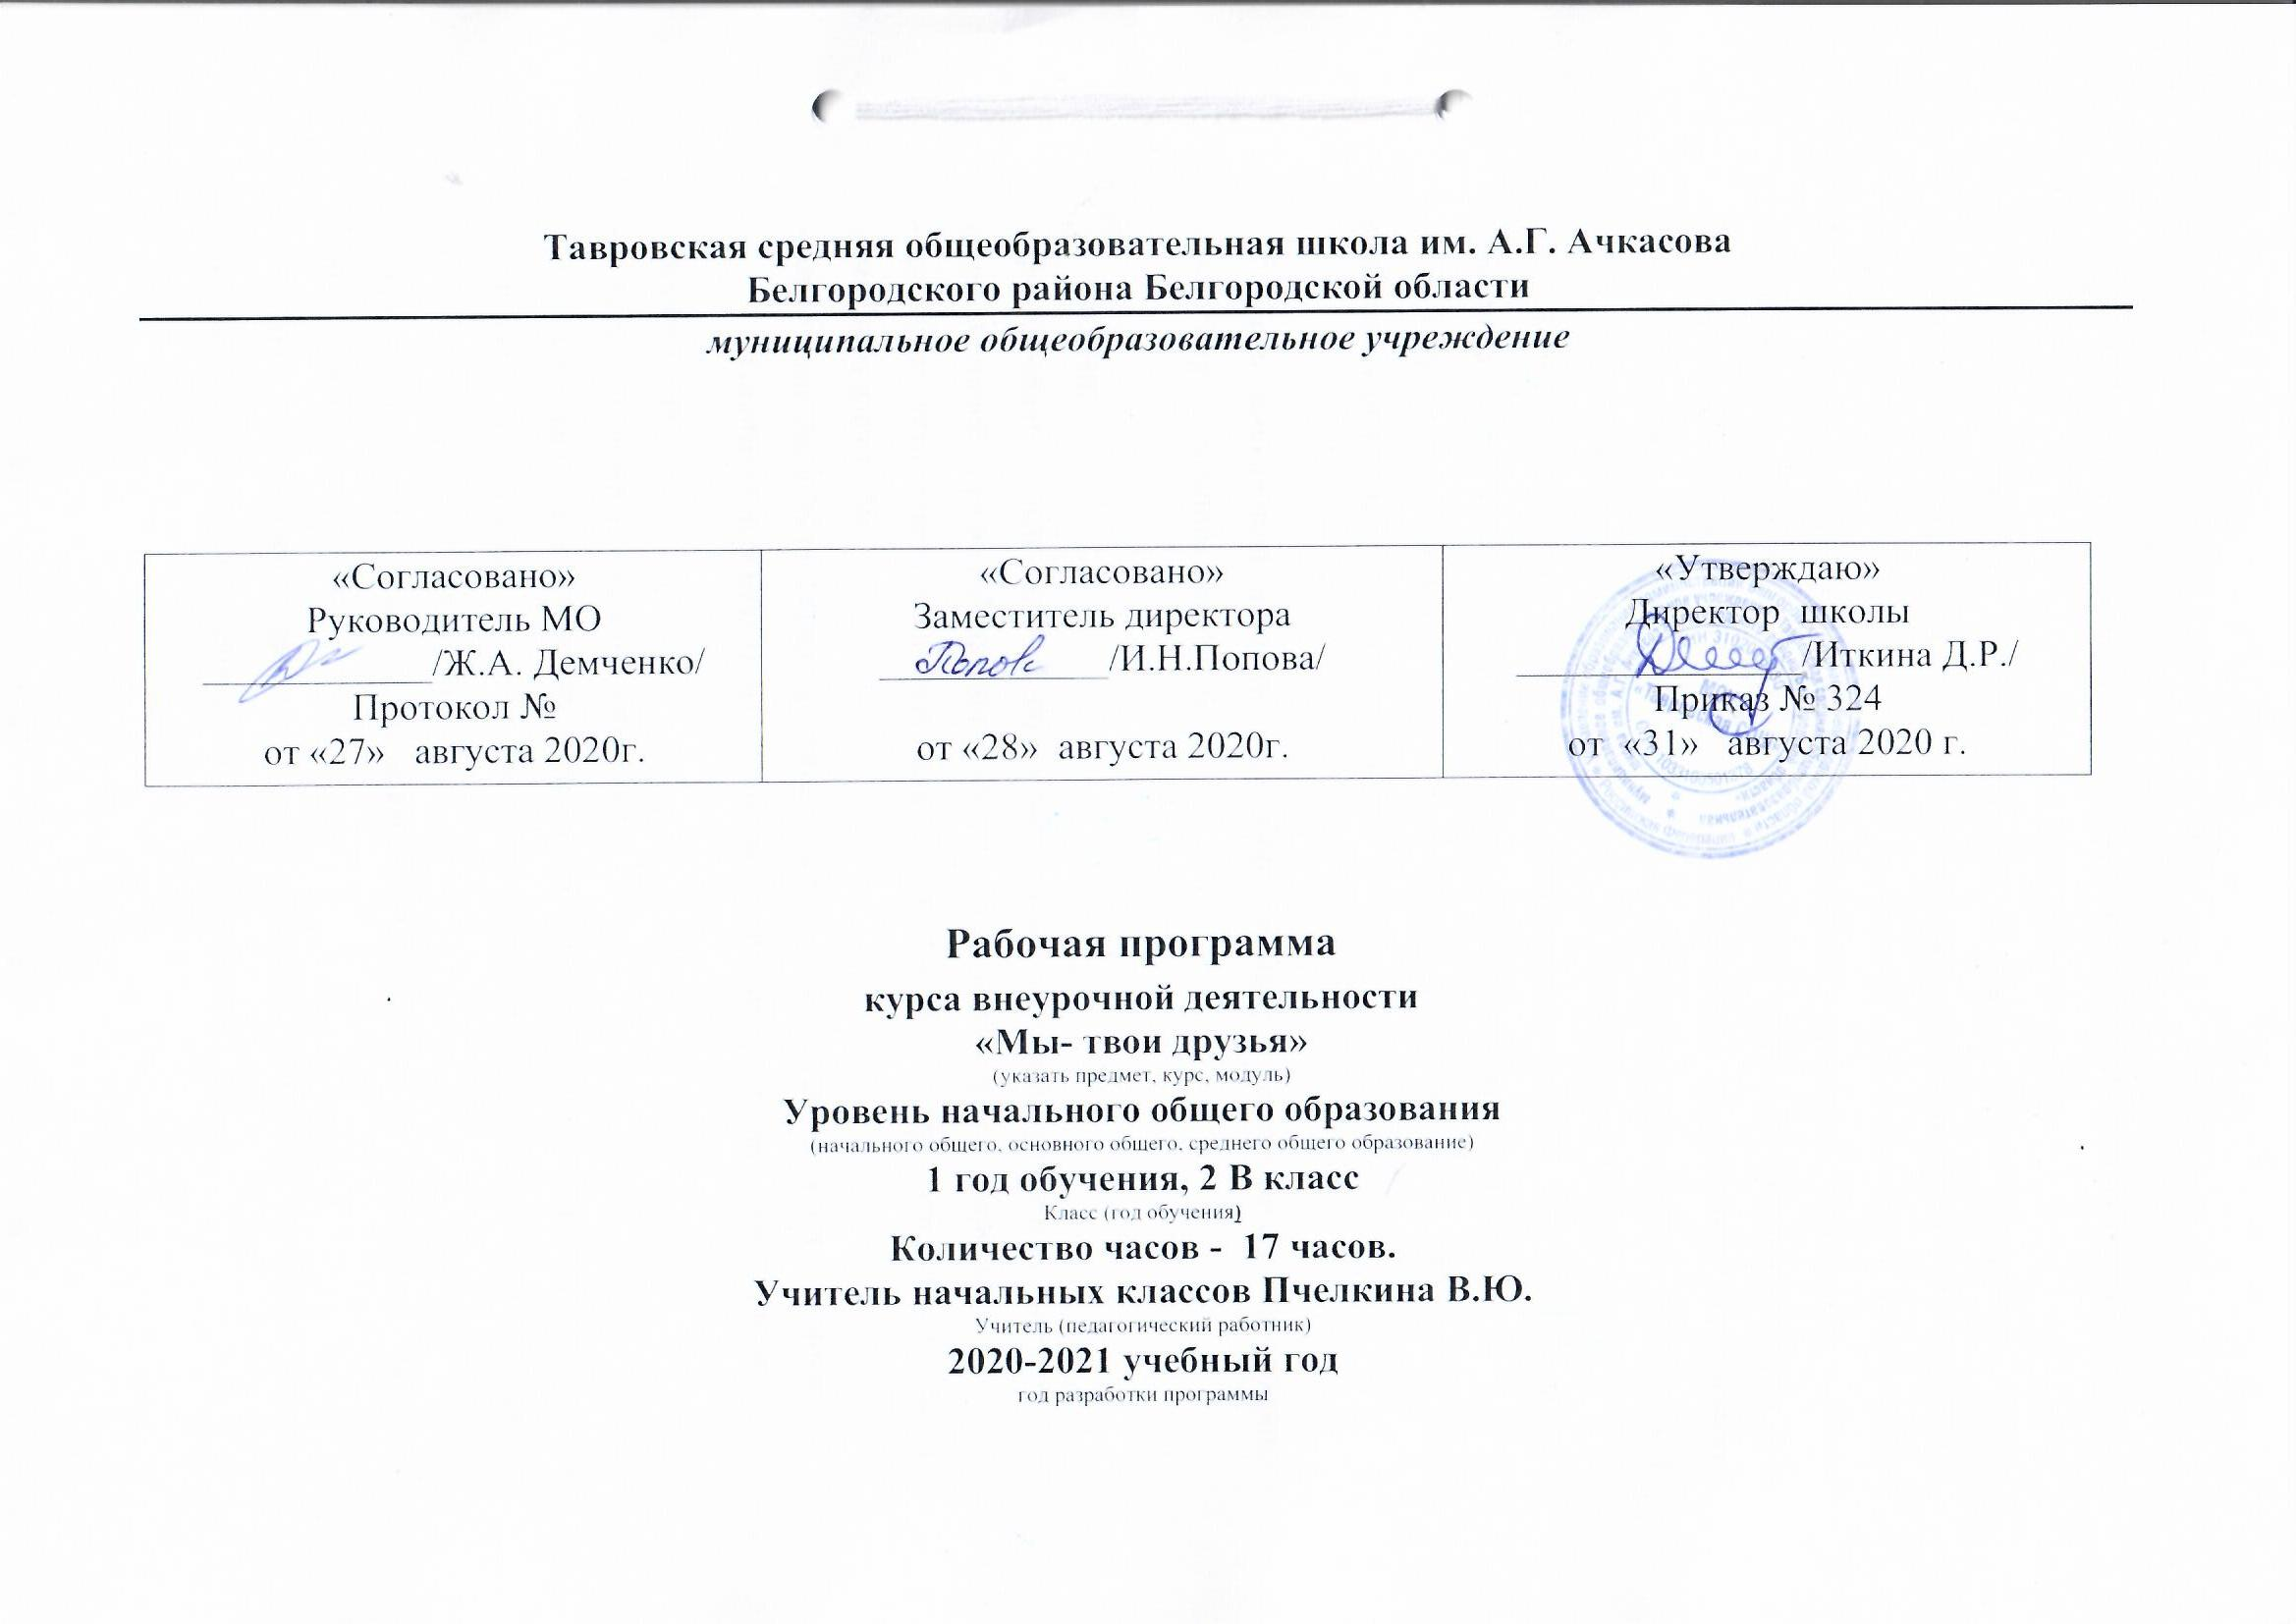 Тавровская средняя общеобразовательная школа им. А.Г. Ачкасова
Белгородского района Белгородской области
муниципальное общеобразовательное учреждение
«Согласовано»
Руководитель МО
/Ж.А. Демченко/
Протокол №
от «27» августа 2020г.
«Согласовано»
Заместитель директора
Попов /И.Н.Попова/
от «28» августа 2020г.
«Утверждаю»
Директор школы
/Иткина Д.Р./
Приказ № 324
от «31» августа 2020 г.
Рабочая программа
курса внеурочной деятельности
«Мы- твои друзья»
(указать предмет, курс, модуль)
Уровень начального общего образования
(начального общего, основного общего, среднего общего образование)
1 год обучения, 2 В класс
Класс (год обучения)
Количество часов - 17 часов.
Учитель начальных классов Пчелкина В.Ю.
Учитель (педагогический работник)
2020-2021 учебный год
год разработки программы